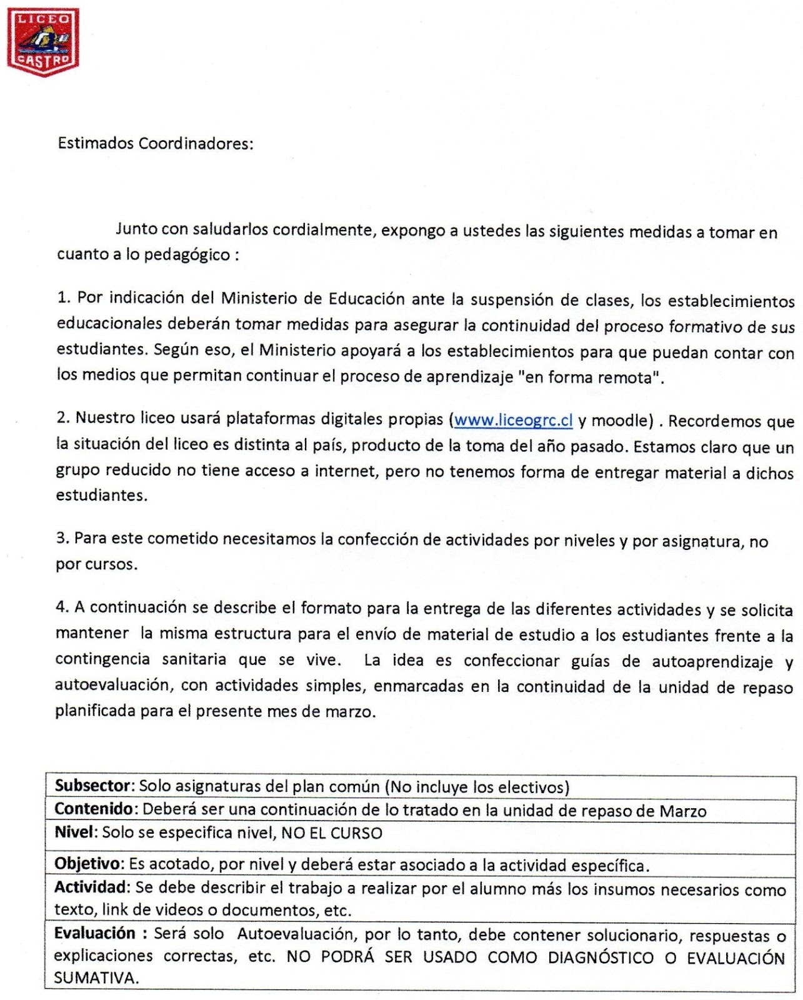 LICEO
CASTRO
Estimados Coordinadores:
Junto con saludarlos cordialmente, expongo a ustedes las siguientes medidas a tomar en
cuanto a lo pedagógico :
1. Por indicación del Ministerio de Educación ante la suspensión de clases, los establecimientos
educacionales deberán tomar medidas para asegurar la continuidad del proceso formativo de sus
estudiantes. Según eso, el Ministerio apoyará a los establecimientos para que puedan contar con
los medios que permitan continuar el proceso de aprendizaje "en forma remota".
2. Nuestro liceo usará plataformas digitales propias (www.liceogrc.cl y moodle) . Recordemos que
la situación del liceo es distinta al país, producto de la toma del año pasado. Estamos claro que un
grupo reducido no tiene acceso a internet, pero no tenemos forma de entregar material a dichos
estudiantes.
3. Para este cometido necesitamos la confección de actividades por niveles y por asignatura, no
por cursos.
4. A continuación se describe el formato para la entrega de las diferentes actividades y se solicita
mantener la misma estructura para el envío de material de estudio a los estudiantes frente a la
contingencia sanitaria que se vive. La idea es confeccionar guías de autoaprendizaje y
autoevaluación, con actividades simples, enmarcadas en la continuidad de la unidad de repaso
planificada para el presente mes de marzo.
Subsector: Solo asignaturas del plan común (No incluye los electivos)
Contenido: Deberá ser una continuación de lo tratado en la unidad de repaso de Marzo
Nivel: Solo se especifica nivel, NO EL CURSO
Objetivo: Es acotado, por nivel y deberá estar asociado a la actividad específica.
Actividad: Se debe describir el trabajo a realizar por el alumno más los insumos necesarios como
texto, link de videos o documentos, etc.
Evaluación : Será solo Autoevaluación, por lo tanto, debe contener solucionario, respuestas o
explicaciones correctas, etc. NO PODRÁ SER USADO COMO DIAGNÓSTICO O EVALUACIÓN
SUMATIVA.